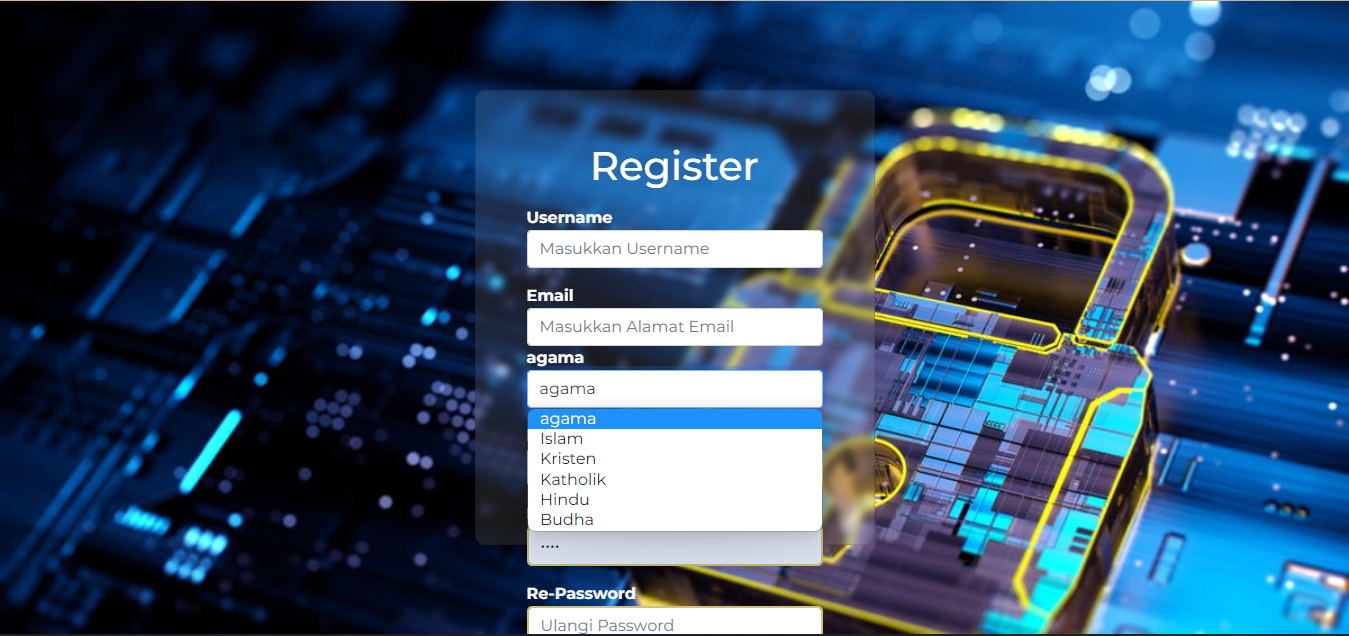 Register
Username
Masukkan Username
Email
Masukkan Alamat Email
agama
agama
agama
Islam
Kristen
Katholik
Hindu
Budha
....
Re-Password
Ulangi Password